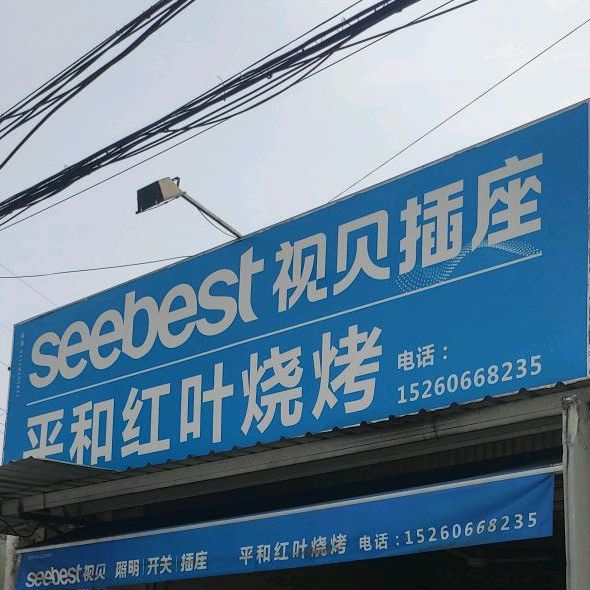 seebest 视贝插座
平和红叶烧烤
电话：
15260668235
seebest视贝 照明|开关|插座 平和红叶烧烤 电话：15260668235